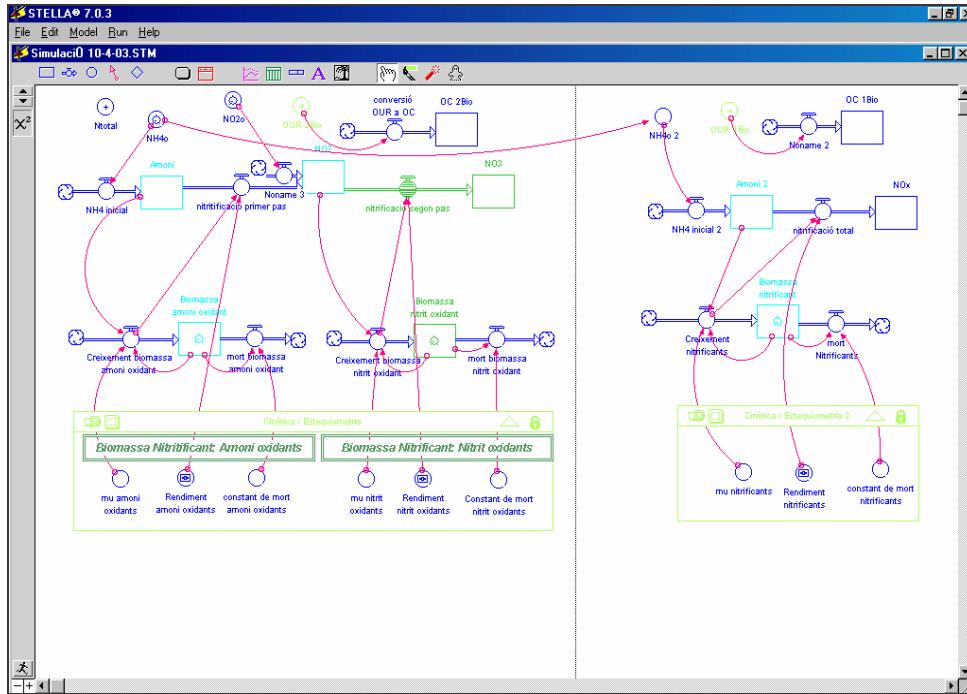 STELLA® 7.0.3
File Edit Model Run Help
SimulaciÓ 10-4-03.STM
A
X²
Ntotal
NH4o
NO2o
OUR 2Bio
conversió
OUR a OC
OC 2Bio
NH4o 2
OUR 1Bio
Noname 2
OC 1Bio
Amoni
NO2
NO3
NH4 inicial
nitritificació primer pas
Noname 3
nitrificació segon pas
Amoni 2
NOx
NH4 inicial 2
nitrificació total
Biomassa
amoni oxidant
Biomassa
nitrit oxidant
Biomassa
nitrificant
Creixement biomassa
amoni oxidant
mort biomassa
amoni oxidant
Creixement biomassa
nitrit oxidant
mort biomassa
nitrit oxidant
Creixement
nitrificants
mort
Nitrificants
Cinètica i Estequiometria
Cinètica i Estequiometria 2
Biomassa Nitritificant: Amoni oxidants
Biomassa Nitrificant: Nitrit oxidants
mu amoni
oxidants
Rendiment
amoni oxidants
constant de mort
amoni oxidants
mu nitrit
oxidants
Rendiment
nitrit oxidants
Constant de mort
nitrit oxidants
mu nitrificants
Rendiment
nitrificants
constant de mort
nitrificants